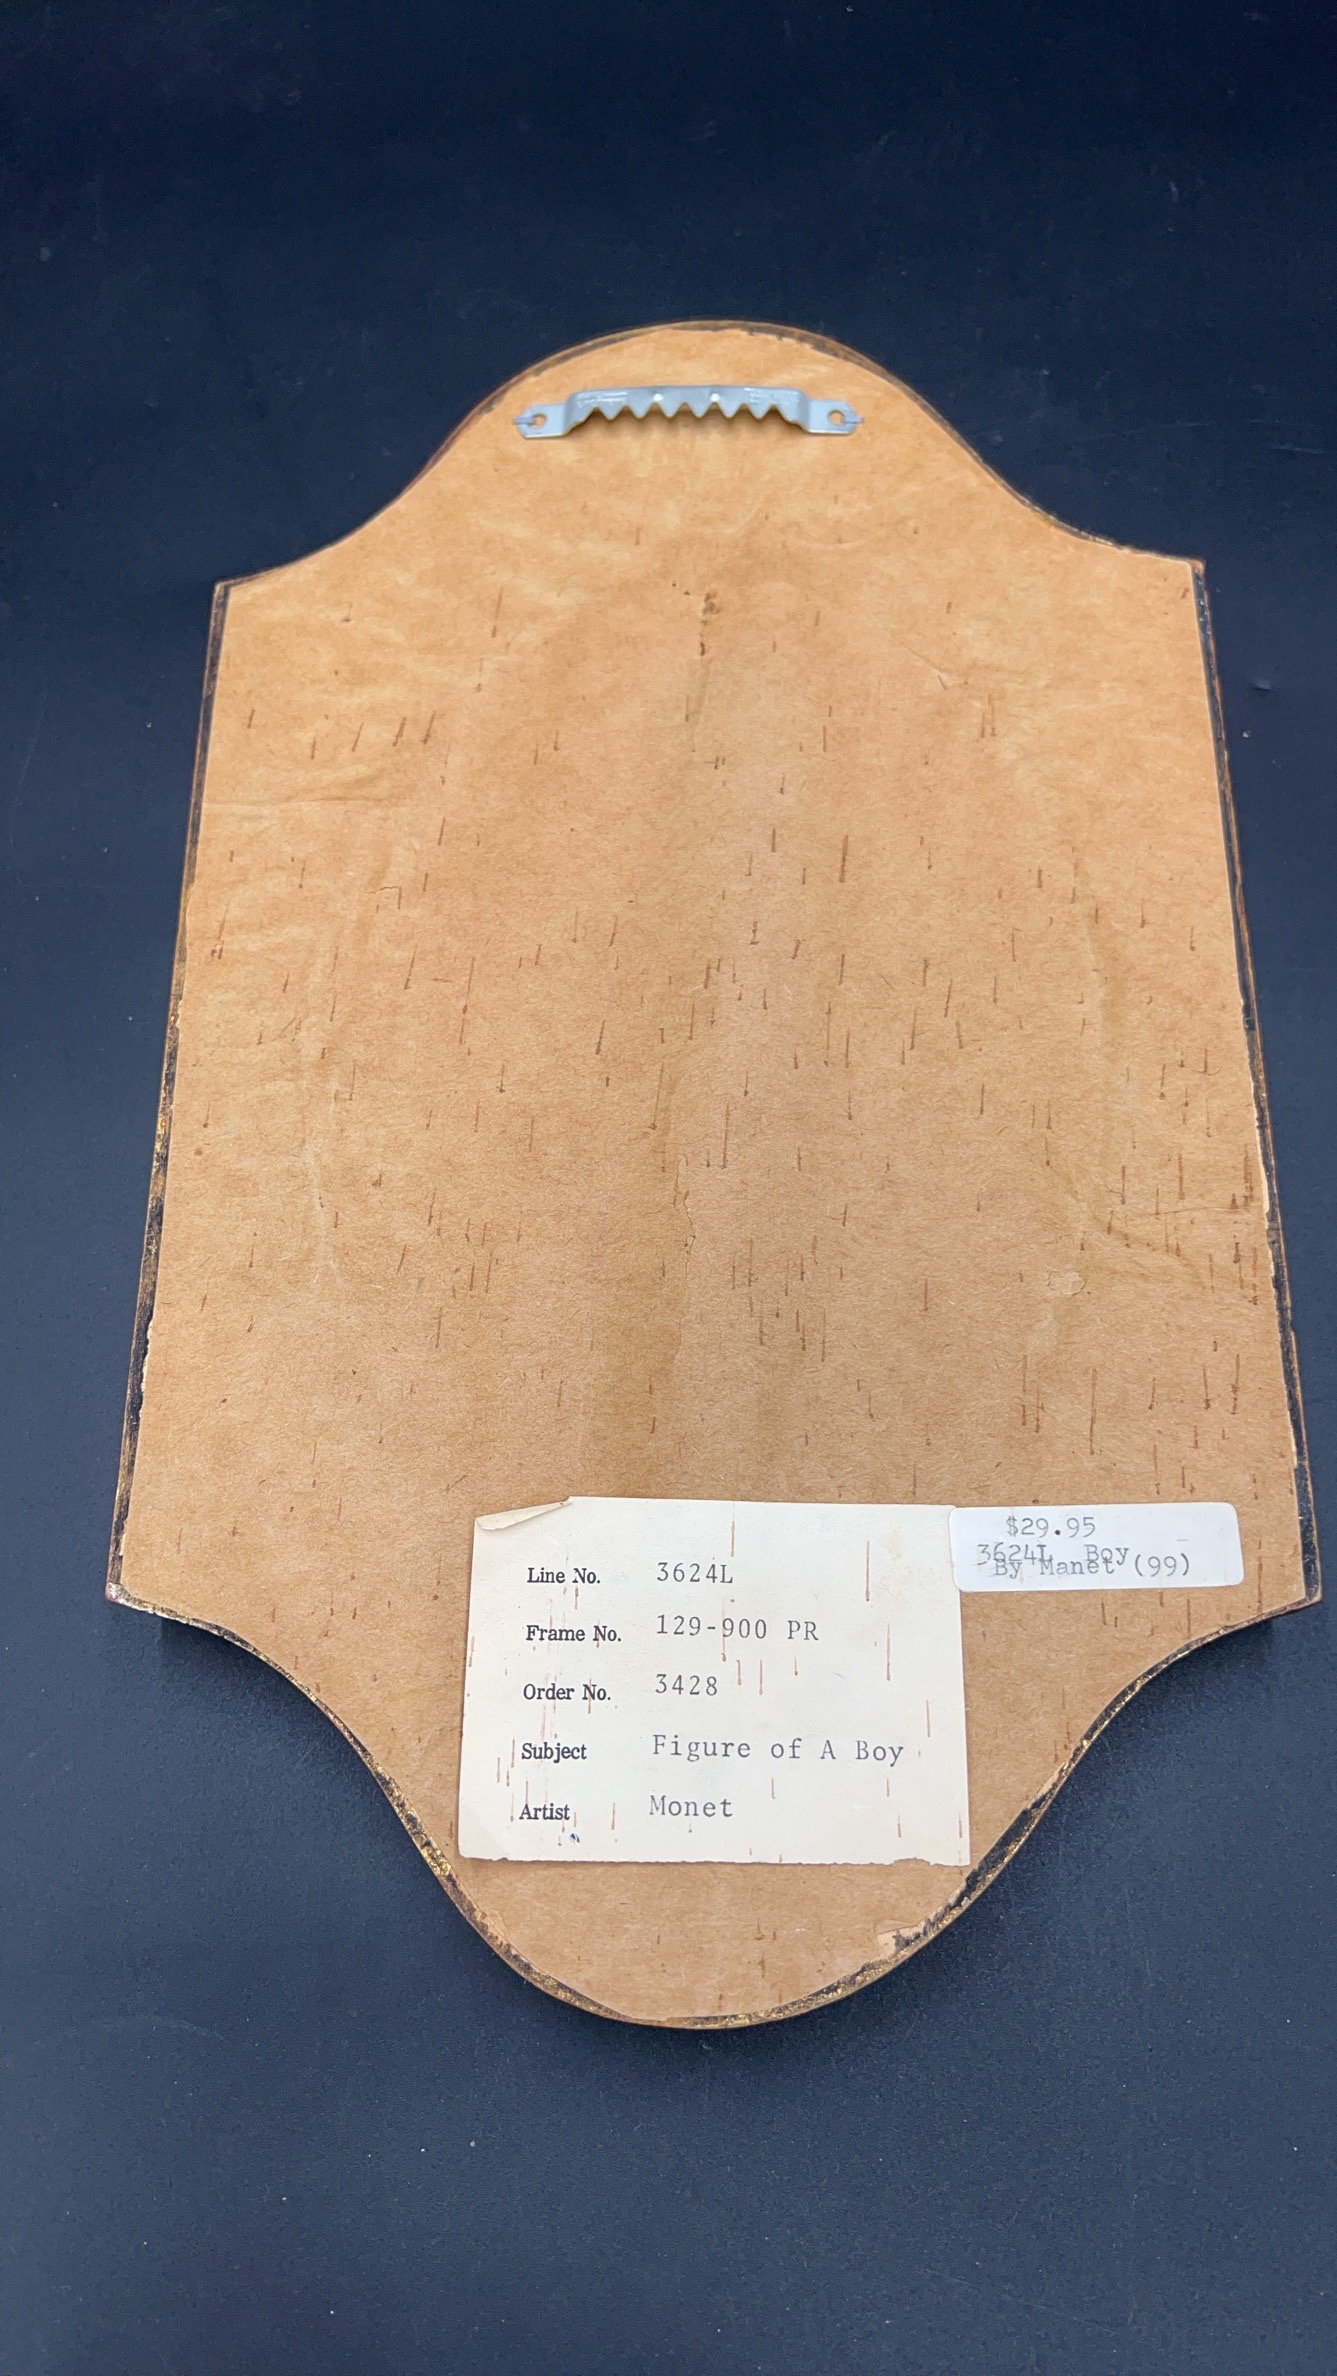 $29.95
3624L Boy
By Manet (99)
Line No. 3624L
Frame No. 129-900 PR
Order No. 3428
Subject Figure of A Boy
Artist Monet